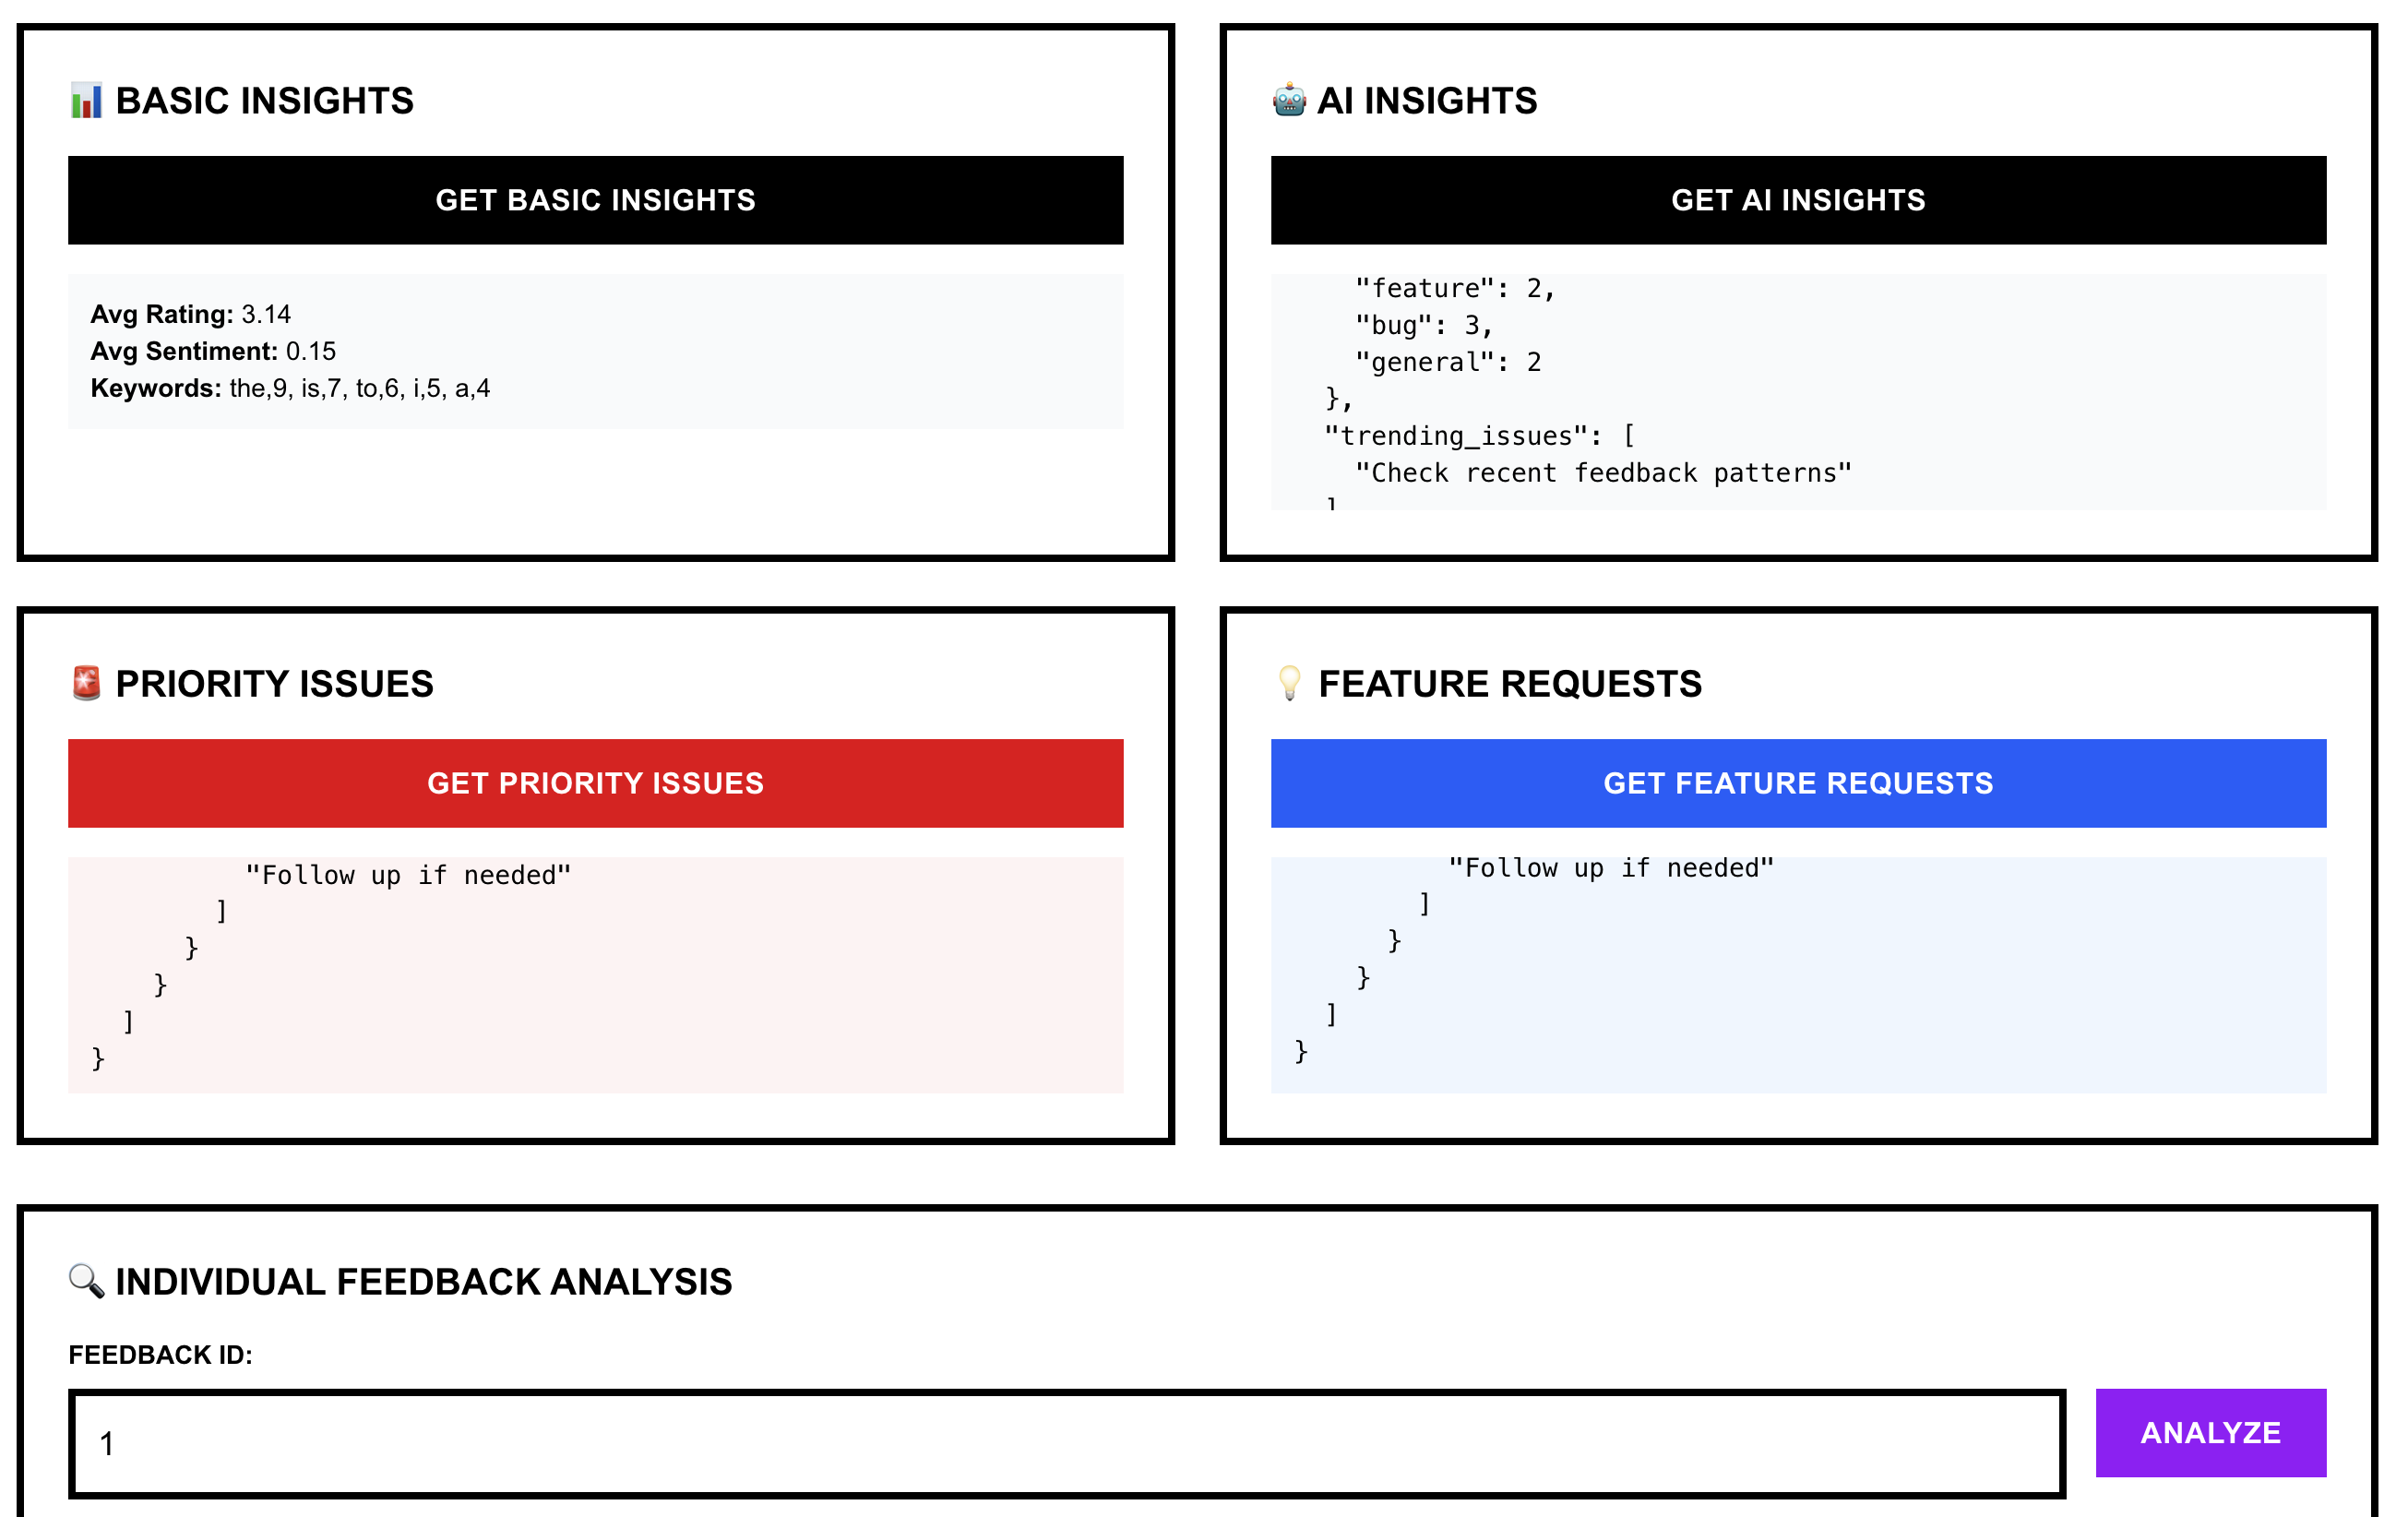 📊 BASIC INSIGHTS
GET BASIC INSIGHTS
Avg Rating: 3.14
Avg Sentiment: 0.15
Keywords: the,9, is,7, to,6, i,5, a,4
🤖 AI INSIGHTS
GET AI INSIGHTS
"feature": 2,
"bug": 3,
"general": 2
},
"trending_issues": [
"Check recent feedback patterns"
]
🚨 PRIORITY ISSUES
GET PRIORITY ISSUES
"Follow up if needed"
]
}
}
]
}
💡 FEATURE REQUESTS
GET FEATURE REQUESTS
"Follow up if needed"
]
}
}
]
}
🔍 INDIVIDUAL FEEDBACK ANALYSIS
FEEDBACK ID:
1
ANALYZE